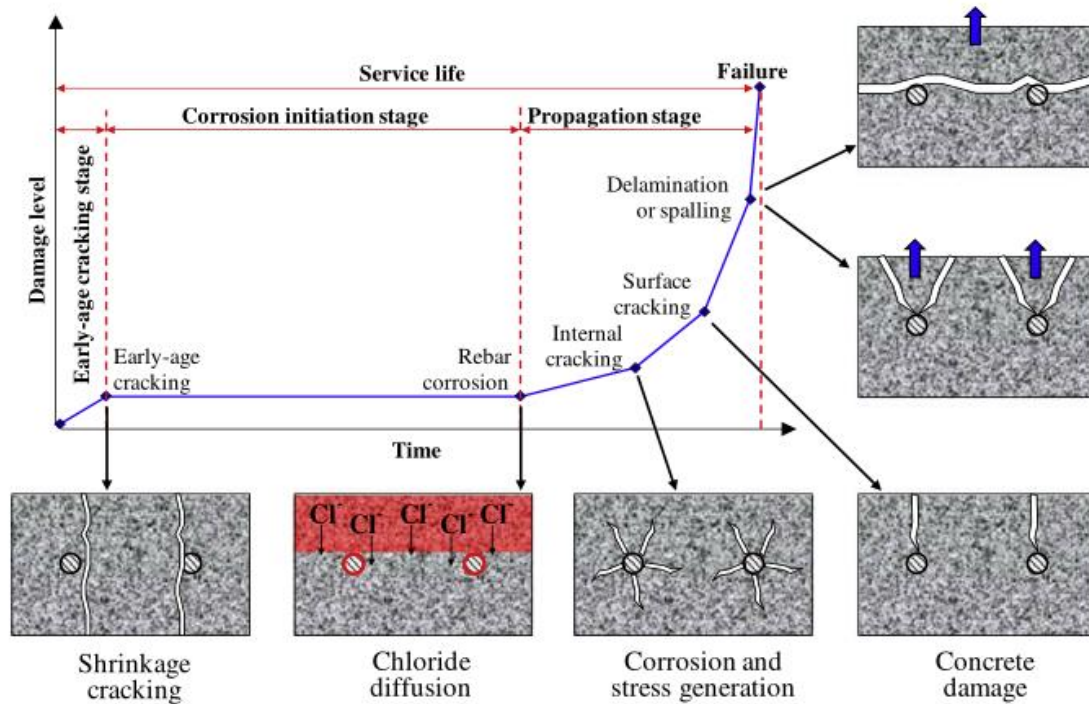 Service life
Failure
Corrosion initiation stage
Propagation stage
Damage level
Early-age cracking stage
Delamination
or spalling
Surface
cracking
Internal
cracking
Early-age
cracking
Rebar
corrosion
Time
Cl⁻ Cl⁻ Cl⁻ Cl⁻ Cl⁻
Shrinkage
cracking
Chloride
diffusion
Corrosion and
stress generation
Concrete
damage